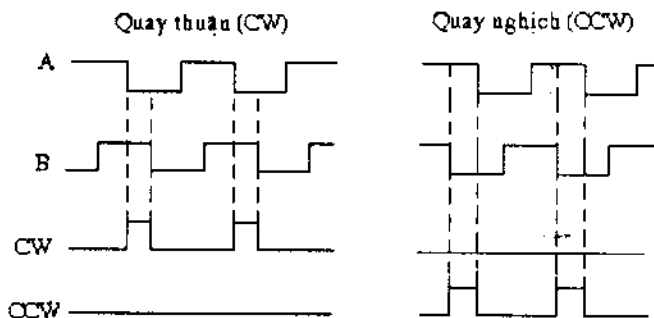 Quay thuận (CW)
Quay nghịch (CCW)
A
B
CW
CCW